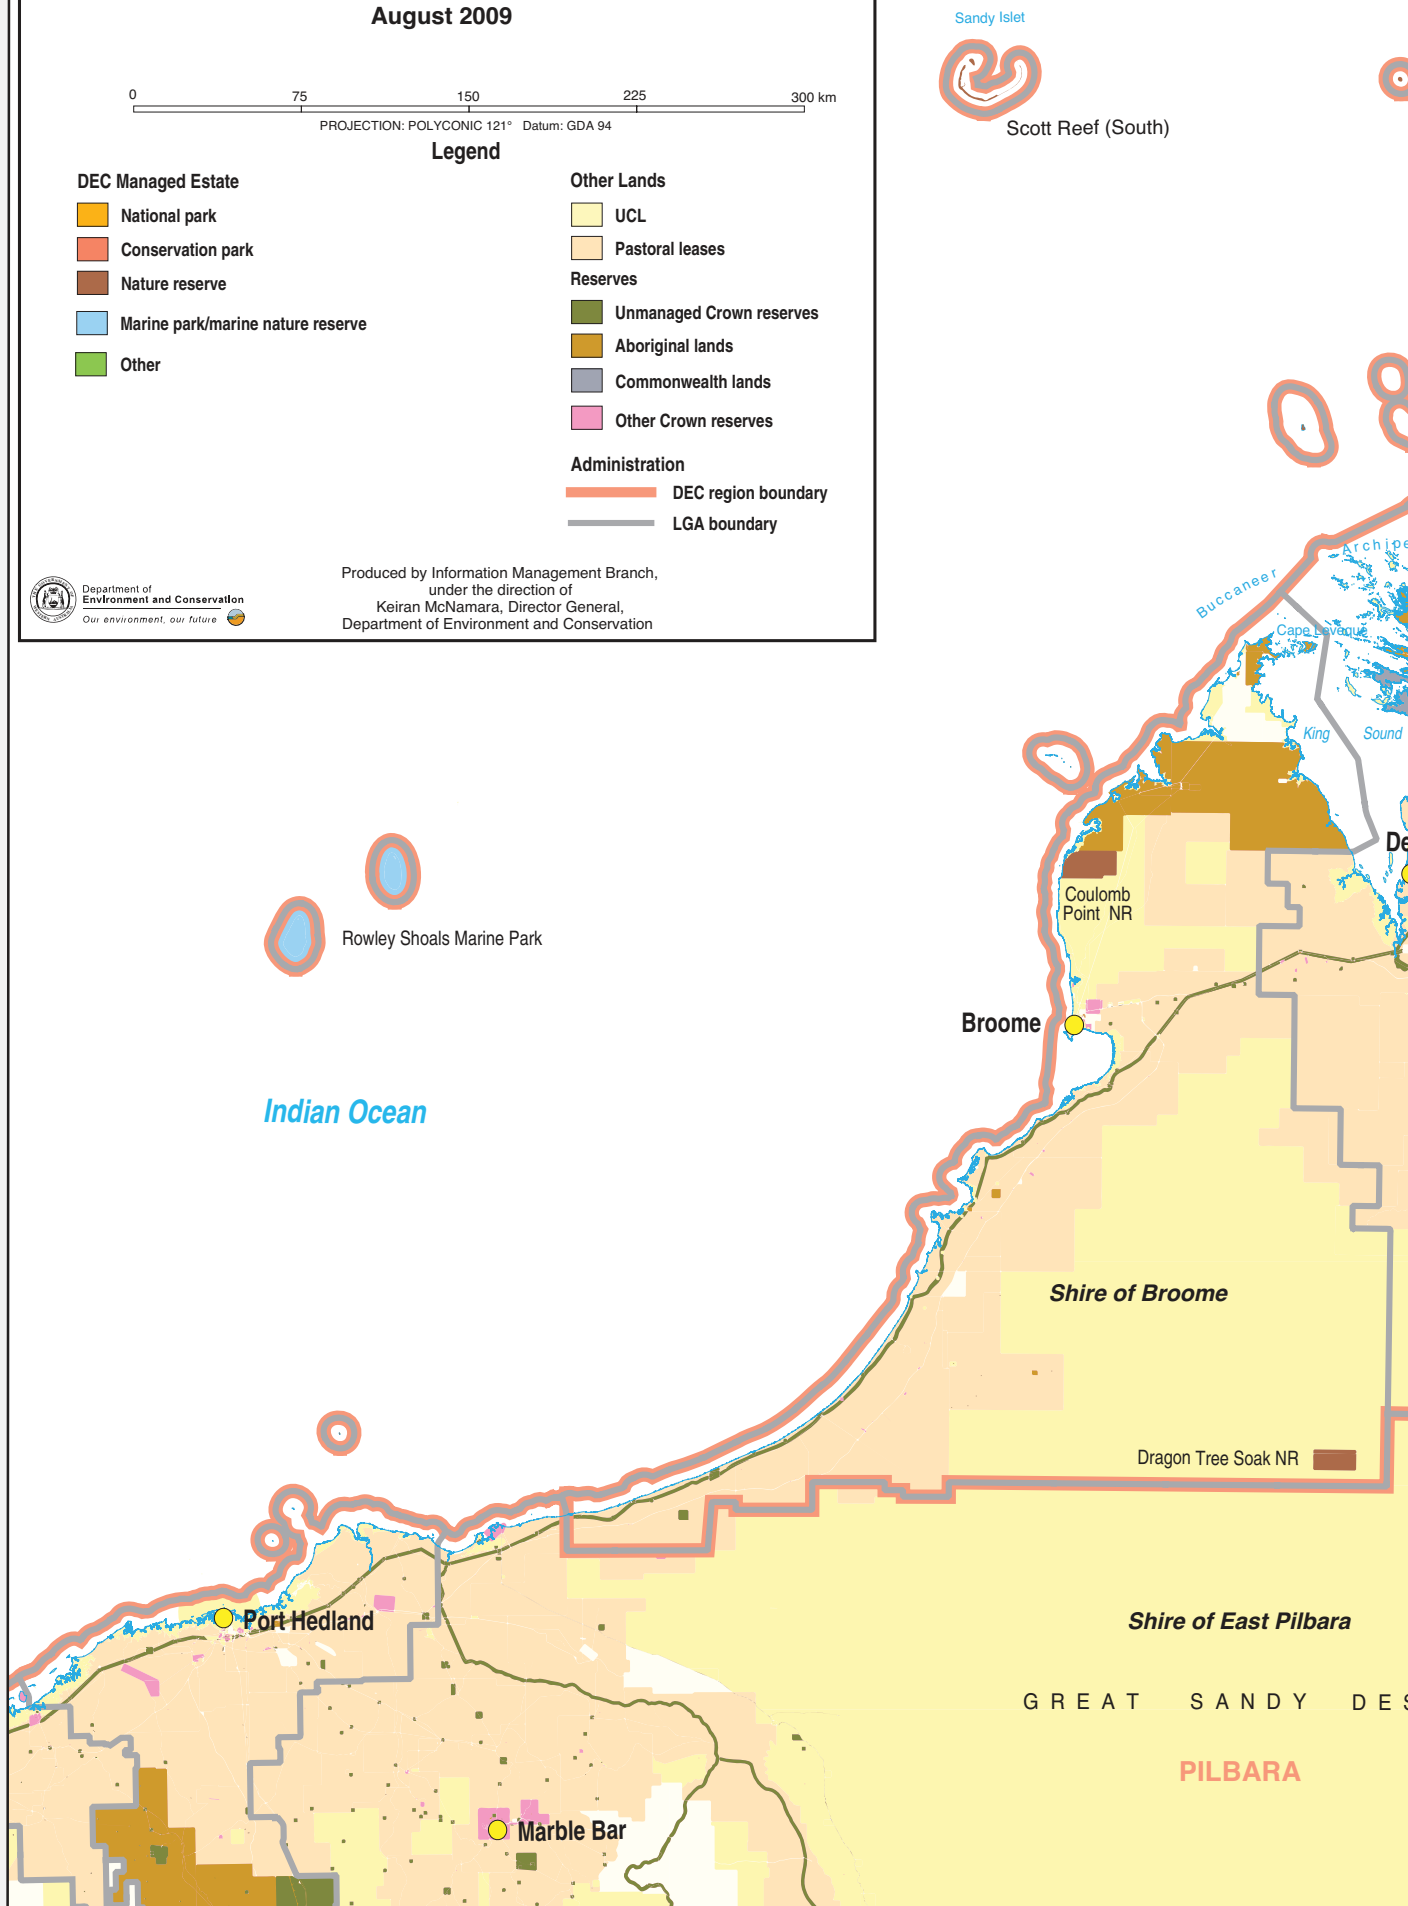 August 2009
0 75 150 225 300 km
PROJECTION: POLYCONIC 121° Datum: GDA 94
Legend
DEC Managed Estate
National park
Conservation park
Nature reserve
Marine park/marine nature reserve
Other
Other Lands
UCL
Pastoral leases
Reserves
Unmanaged Crown reserves
Aboriginal lands
Commonwealth lands
Other Crown reserves
Administration
DEC region boundary
LGA boundary
Department of
Environment and Conservation
Our environment, our future
Produced by Information Management Branch,
under the direction of
Keiran McNamara, Director General,
Department of Environment and Conservation
Sandy Islet
Scott Reef (South)
Archipe
Buccaneer
Cape Leveque
King Sound
De
Coulomb
Point NR
Rowley Shoals Marine Park
Broome
Indian Ocean
Shire of Broome
Dragon Tree Soak NR
Port Hedland
Shire of East Pilbara
GREAT SANDY DES
PILBARA
Marble Bar